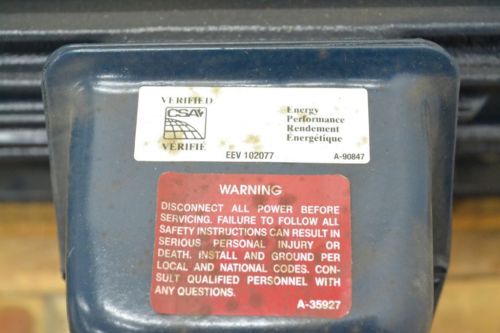 VERIFIED
CSA
VÉRIFIÉ
Energy
Performance
Rendement
Energétique
EEV 102077
A-90847
WARNING
DISCONNECT ALL POWER BEFORE
SERVICING. FAILURE TO FOLLOW ALL
SAFETY INSTRUCTIONS CAN RESULT IN
SERIOUS PERSONAL INJURY OR
DEATH. INSTALL AND GROUND PER
LOCAL AND NATIONAL CODES. CON-
SULT QUALIFIED PERSONNEL WITH
ANY QUESTIONS.
A-35927